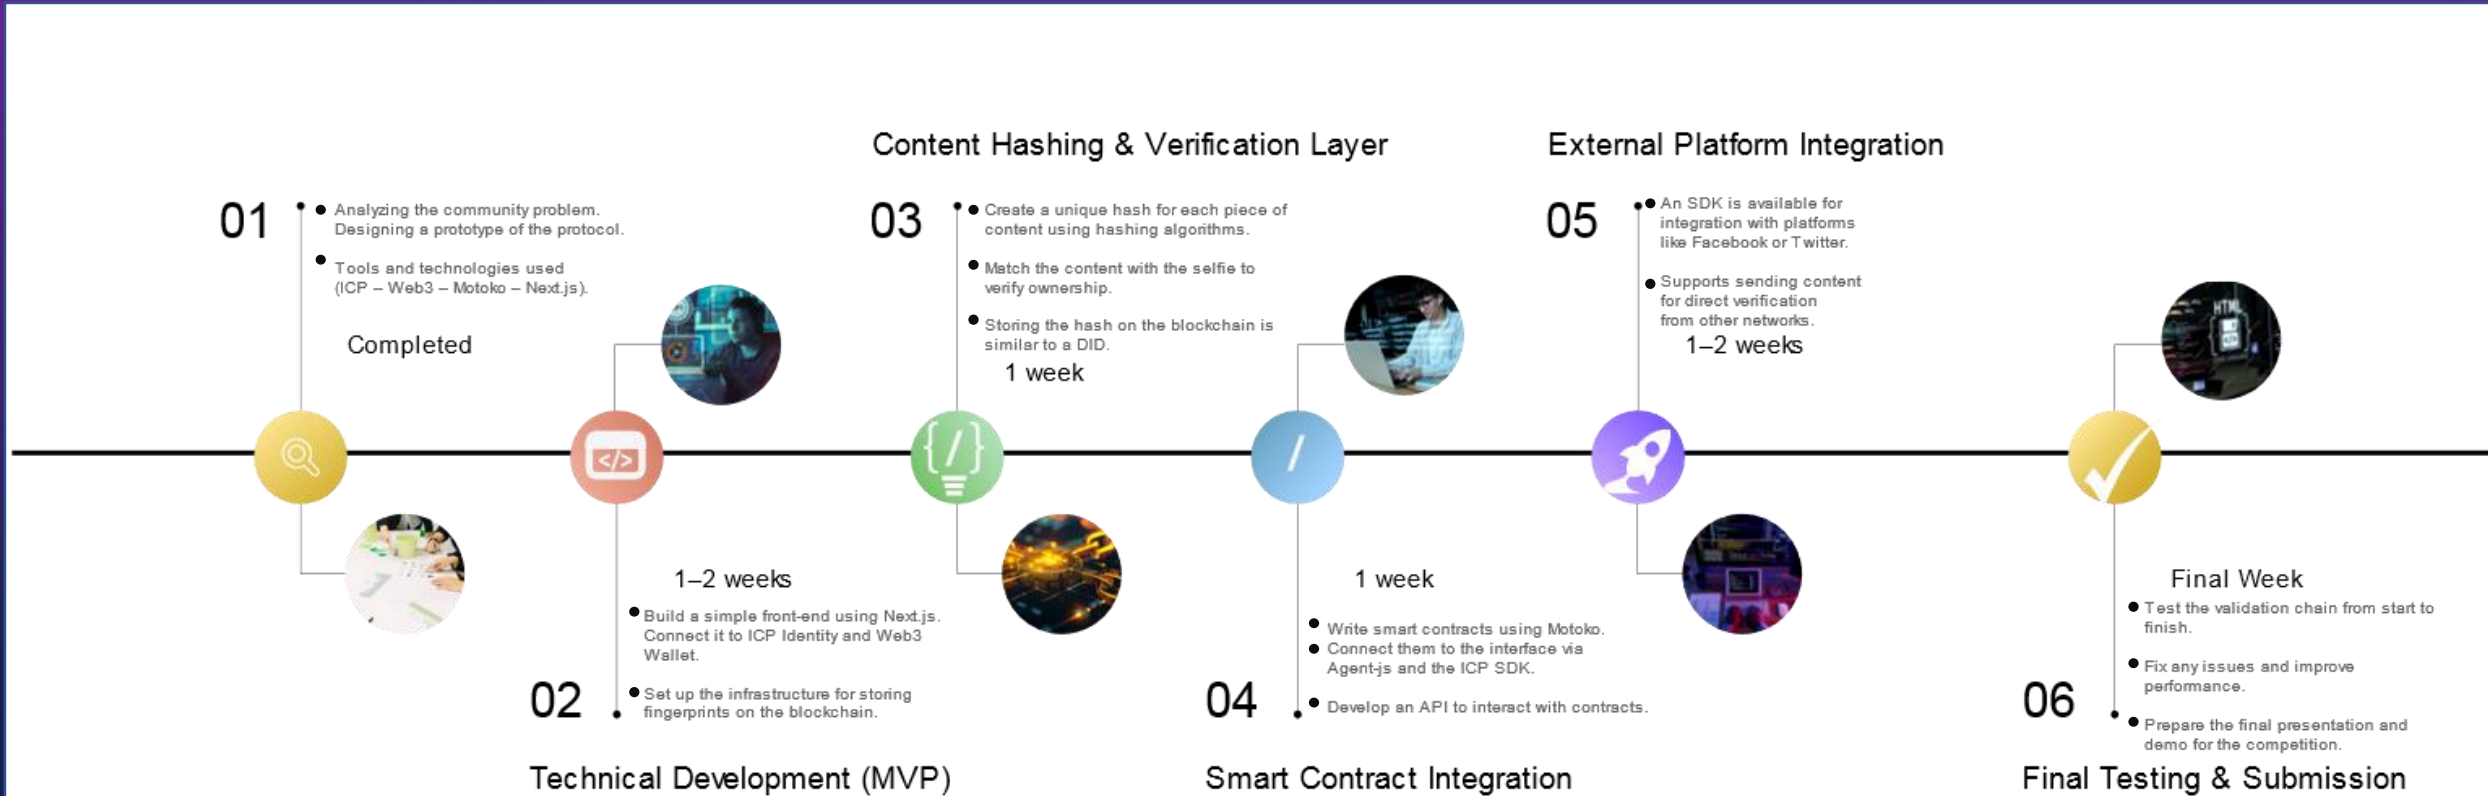 01
Analyzing the community problem.
Designing a prototype of the protocol.
Tools and technologies used
(ICP – Web3 – Motoko – Next.js).
Completed
1–2 weeks
Build a simple front-end using Next.js.
Connect it to ICP Identity and Web3
Wallet.
Set up the infrastructure for storing
fingerprints on the blockchain.
02
Technical Development (MVP)
Content Hashing & Verification Layer
03
Create a unique hash for each piece of
content using hashing algorithms.
Match the content with the selfie to
verify ownership.
Storing the hash on the blockchain is
similar to a DID.
1 week
1 week
Write smart contracts using Motoko.
Connect them to the interface via
Agent-js and the ICP SDK.
Develop an API to interact with contracts.
04
Smart Contract Integration
External Platform Integration
05
An SDK is available for
integration with platforms
like Facebook or Twitter.
Supports sending content
for direct verification
from other networks.
1–2 weeks
HTML
Final Week
Test the validation chain from start to
finish.
Fix any issues and improve
performance.
Prepare the final presentation and
demo for the competition.
06
Final Testing & Submission